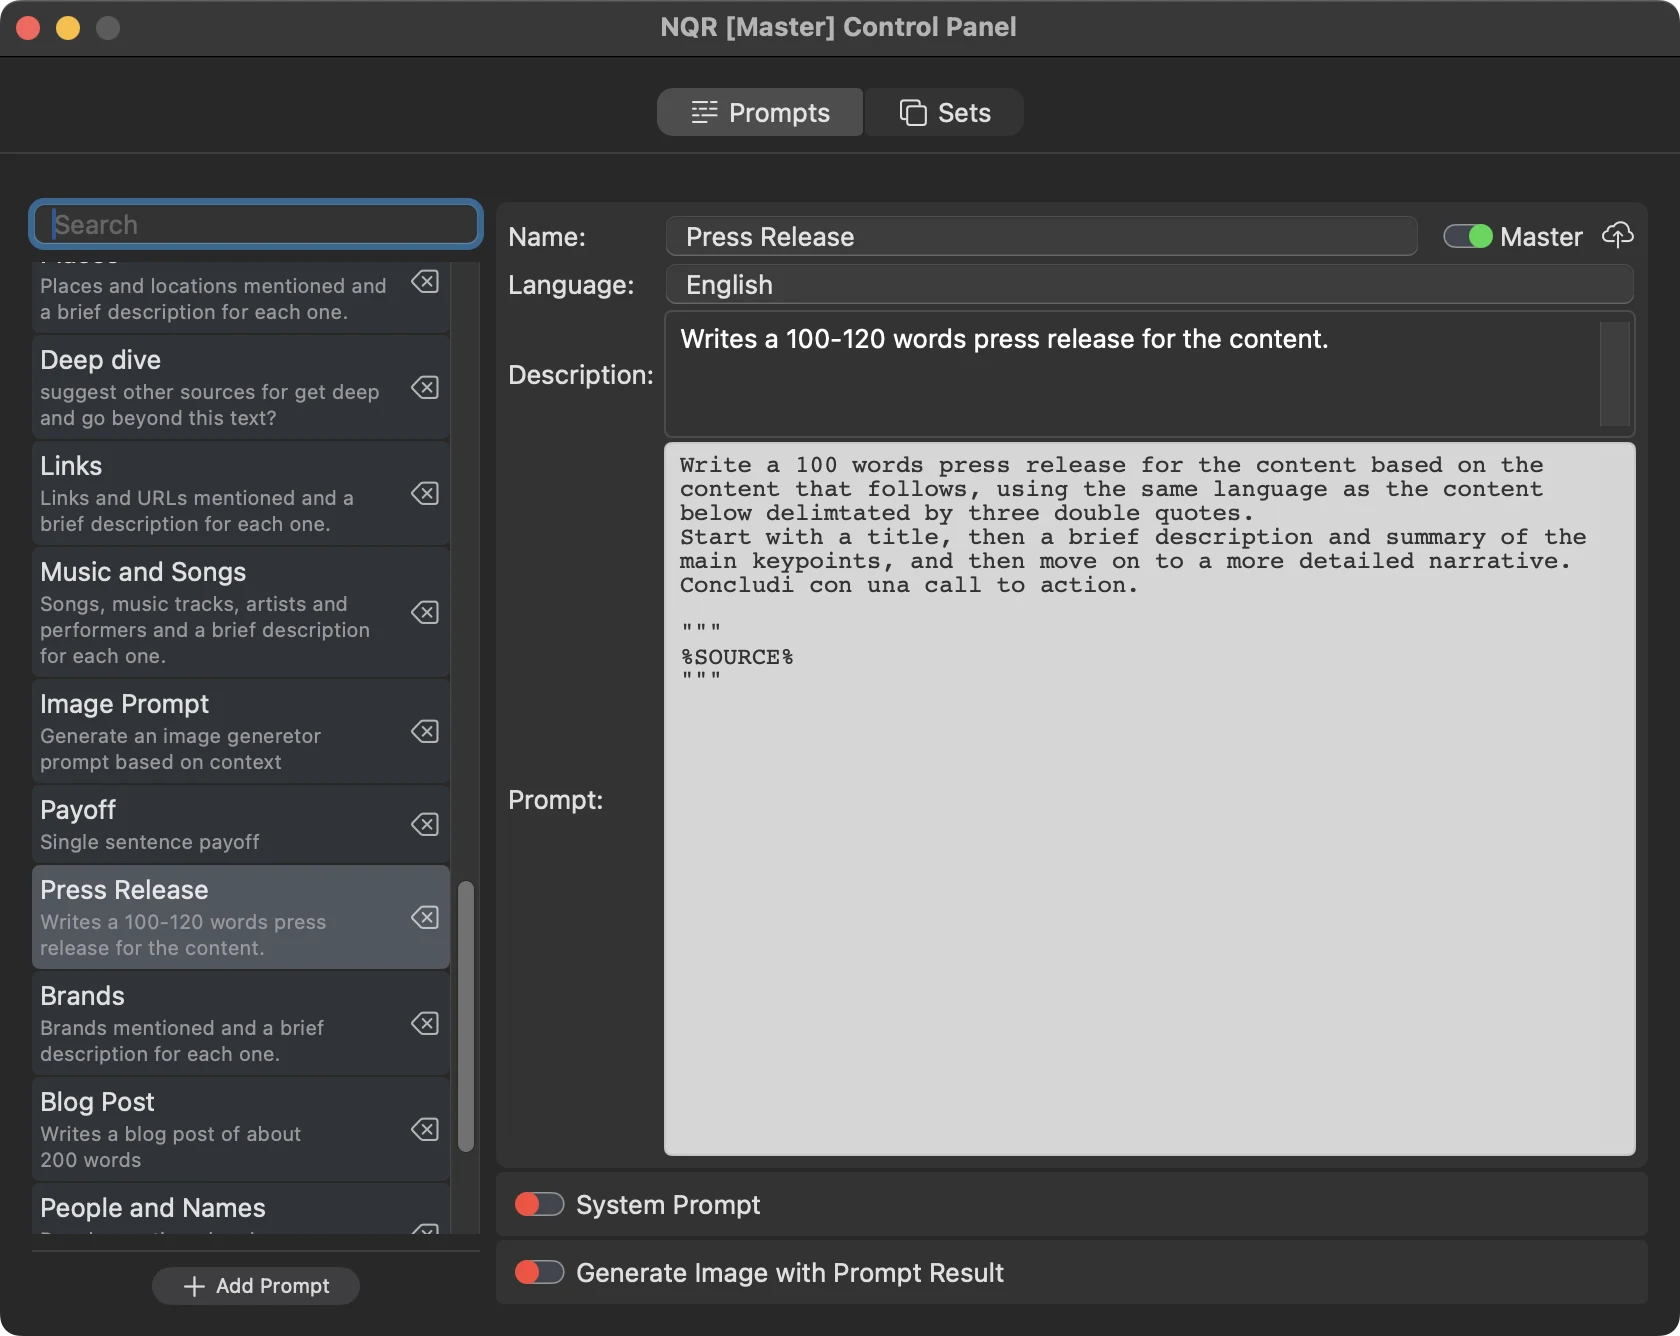 NQR [Master] Control Panel
Prompts
Sets
Search
Places and locations mentioned and
a brief description for each one.
Deep dive
suggest other sources for get deep
and go beyond this text?
Links
Links and URLs mentioned and a
brief description for each one.
Music and Songs
Songs, music tracks, artists and
performers and a brief description
for each one.
Image Prompt
Generate an image generetor
prompt based on context
Payoff
Single sentence payoff
Press Release
Writes a 100-120 words press
release for the content.
Brands
Brands mentioned and a brief
description for each one.
Blog Post
Writes a blog post of about
200 words
People and Names
Add Prompt
Name:
Press Release
Master
Language:
English
Description:
Writes a 100-120 words press release for the content.
Prompt:
Write a 100 words press release for the content based on the
content that follows, using the same language as the content
below delimtated by three double quotes.
Start with a title, then a brief description and summary of the
main keypoints, and then move on to a more detailed narrative.
Concludi con una call to action.
"""
%SOURCE%
"""
System Prompt
Generate Image with Prompt Result